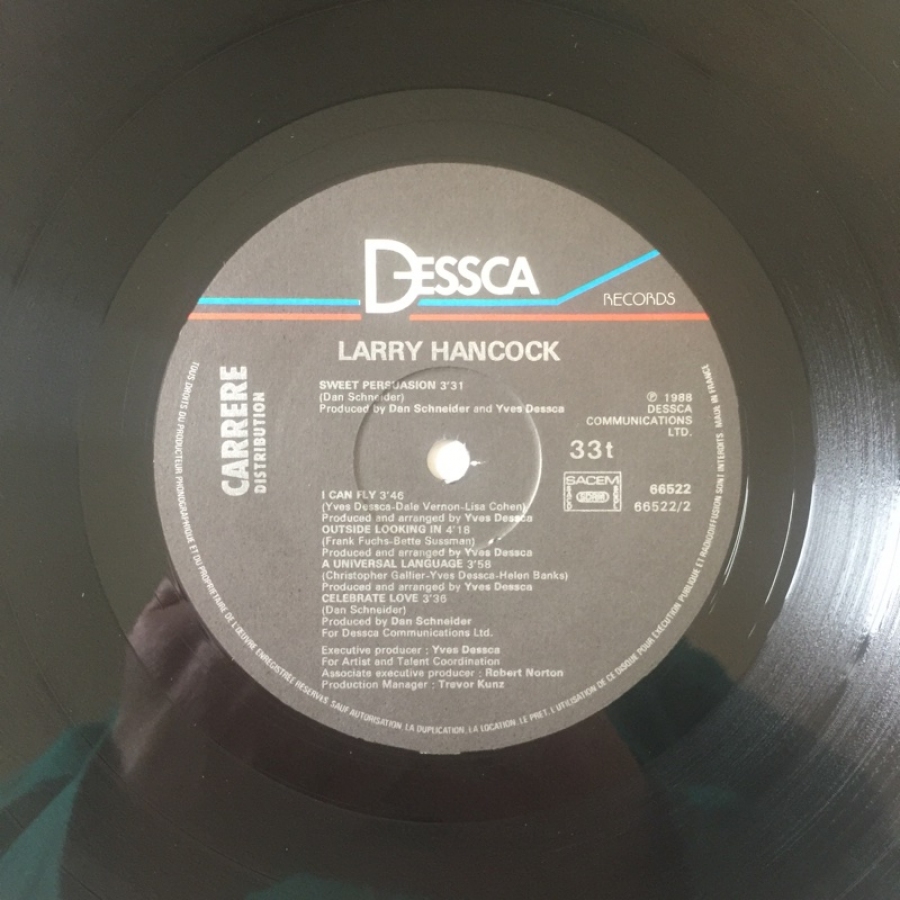 DESSCA
RECORDS
LARRY HANCOCK
SWEET PERSUASION 3'31
(Dan Schneider)
Produced by Dan Schneider and Yves Dessca
CARRERE
DISTRIBUTION
℗ 1988
DESSCA
COMMUNICATIONS
LTD.
33t
SACEM
66522
66522/2
I CAN FLY 3'46
(Yves Dessca-Dale Vernon-Lisa Cohen)
Produced and arranged by Yves Dessca
OUTSIDE LOOKING IN 4'18
(Frank Fuchs-Bette Sussman)
Produced and arranged by Yves Dessca
A UNIVERSAL LANGUAGE 3'58
(Christopher Gallier-Yves Dessca-Helen Banks)
Produced and arranged by Yves Dessca
CELEBRATE LOVE 3'36
(Dan Schneider)
Produced by Dan Schneider
For Dessca Communications Ltd.
Executive producer : Yves Dessca
For Artist and Talent Coordination
Associate executive producer : Robert Norton
Production Manager : Trevor Kunz
TOUS DROITS DU PRODUCTEUR PHONOGRAPHIQUE ET DU PROPRIETAIRE DE L'ŒUVRE ENREGISTRÉE RÉSERVÉS. SAUF AUTORISATION, LA DUPLICATION, LA LOCATION, LE PRET, L'UTILISATION DE CE DISQUE POUR EXÉCUTION PUBLIQUE ET RADIODIFFUSION SONT INTERDITS. MADE IN FRANCE